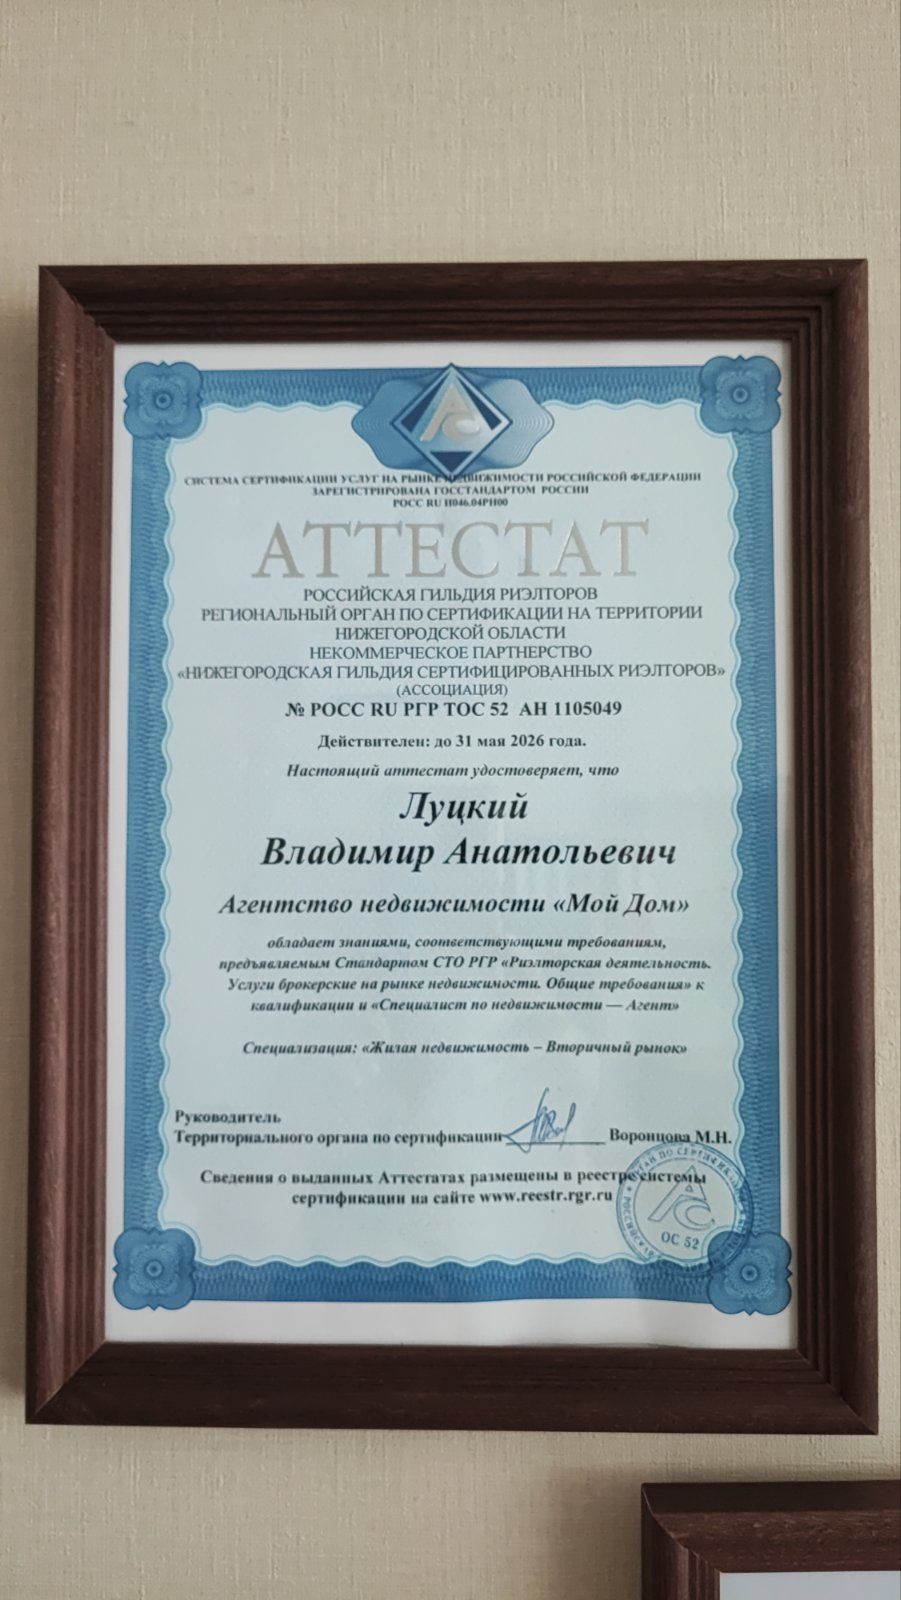 СИСТЕМА СЕРТИФИКАЦИИ УСЛУГ НА РЫНКЕ НЕДВИЖИМОСТИ РОССИЙСКОЙ ФЕДЕРАЦИИ
ЗАРЕГИСТРИРОВАНА ГОССТАНДАРТОМ РОССИИ
РОСС RU И046.04РН00
АТТЕСТАТ
РОССИЙСКАЯ ГИЛЬДИЯ РИЭЛТОРОВ
РЕГИОНАЛЬНЫЙ ОРГАН ПО СЕРТИФИКАЦИИ НА ТЕРРИТОРИИ
НИЖЕГОРОДСКОЙ ОБЛАСТИ
НЕКОММЕРЧЕСКОЕ ПАРТНЕРСТВО
«НИЖЕГОРОДСКАЯ ГИЛЬДИЯ СЕРТИФИЦИРОВАННЫХ РИЭЛТОРОВ»
(АССОЦИАЦИЯ)
№ РОСС RU РГР ТОС 52 АН 1105049
Действителен: до 31 мая 2026 года.
Настоящий аттестат удостоверяет, что
Луцкий
Владимир Анатольевич
Агентство недвижимости «Мой Дом»
обладает знаниями, соответствующими требованиям,
предъявляемым Стандартом СТО РГР «Риэлторская деятельность.
Услуги брокерские на рынке недвижимости. Общие требования» к
квалификации и «Специалист по недвижимости — Агент»
Специализация: «Жилая недвижимость – Вторичный рынок»
Руководитель
Территориального органа по сертификации Воронцова М.Н.
Сведения о выданных Аттестатах размещены в реестре системы
сертификации на сайте www.reestr.rgr.ru
ОС 52